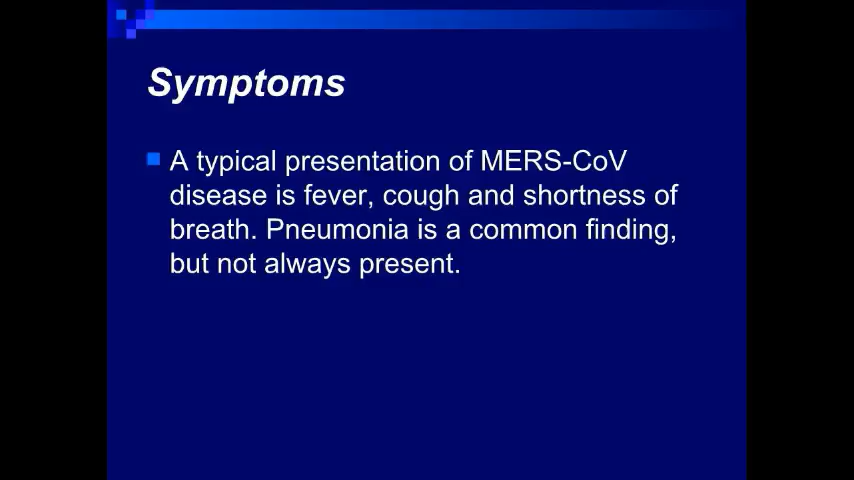 Symptoms
A typical presentation of MERS-CoV
disease is fever, cough and shortness of
breath. Pneumonia is a common finding,
but not always present.